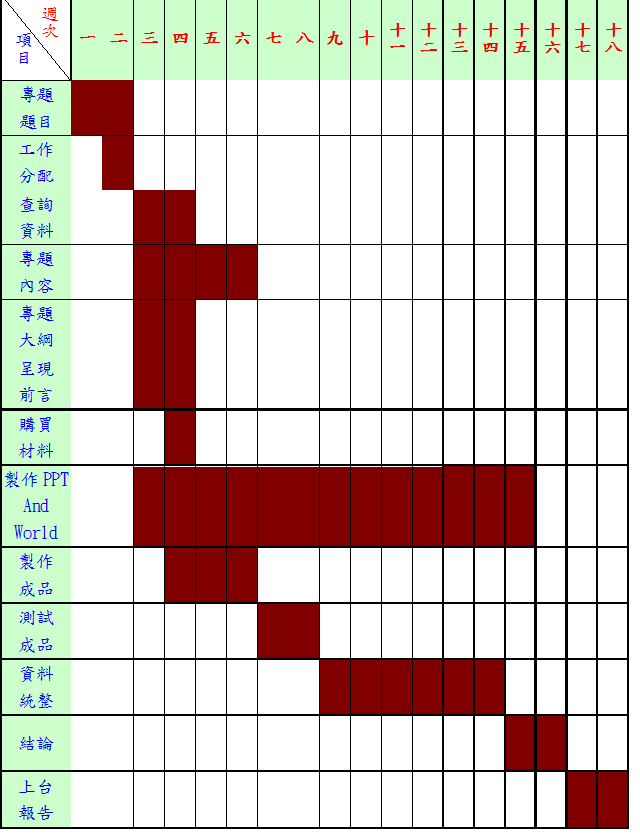 週次
項目
一 二 三 四 五 六 七 八 九 十 十一 十二 十三 十四 十五 十六 十七 十八
專題
題目
工作
分配
查詢
資料
專題
內容
專題
大綱
呈現
前言
購買
材料
製作PPT
And
World
製作
成品
測試
成品
資料
統整
結論
上台
報告